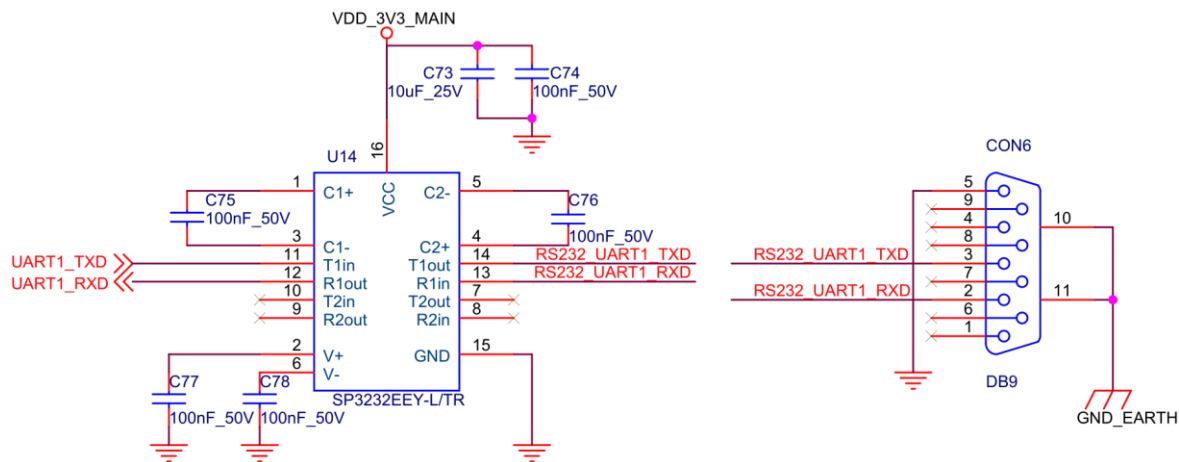 VDD_3V3_MAIN
C73
10uF_25V
C74
100nF_50V
U14
16
VCC
1
C1+
C2-
5
C75
100nF_50V
C76
100nF_50V
3
C1-
C2+
4
UART1_TXD
11
T1in
T1out
14
RS232_UART1_TXD
UART1_RXD
12
R1out
R1in
13
RS232_UART1_RXD
10
T2in
T2out
7
9
R2out
R2in
8
2
V+
GND
15
6
V-
C77
100nF_50V
C78
100nF_50V
SP3232EEY-L/TR
CON6
5
9
4
8
RS232_UART1_TXD
3
7
RS232_UART1_RXD
2
6
1
10
11
DB9
GND_EARTH